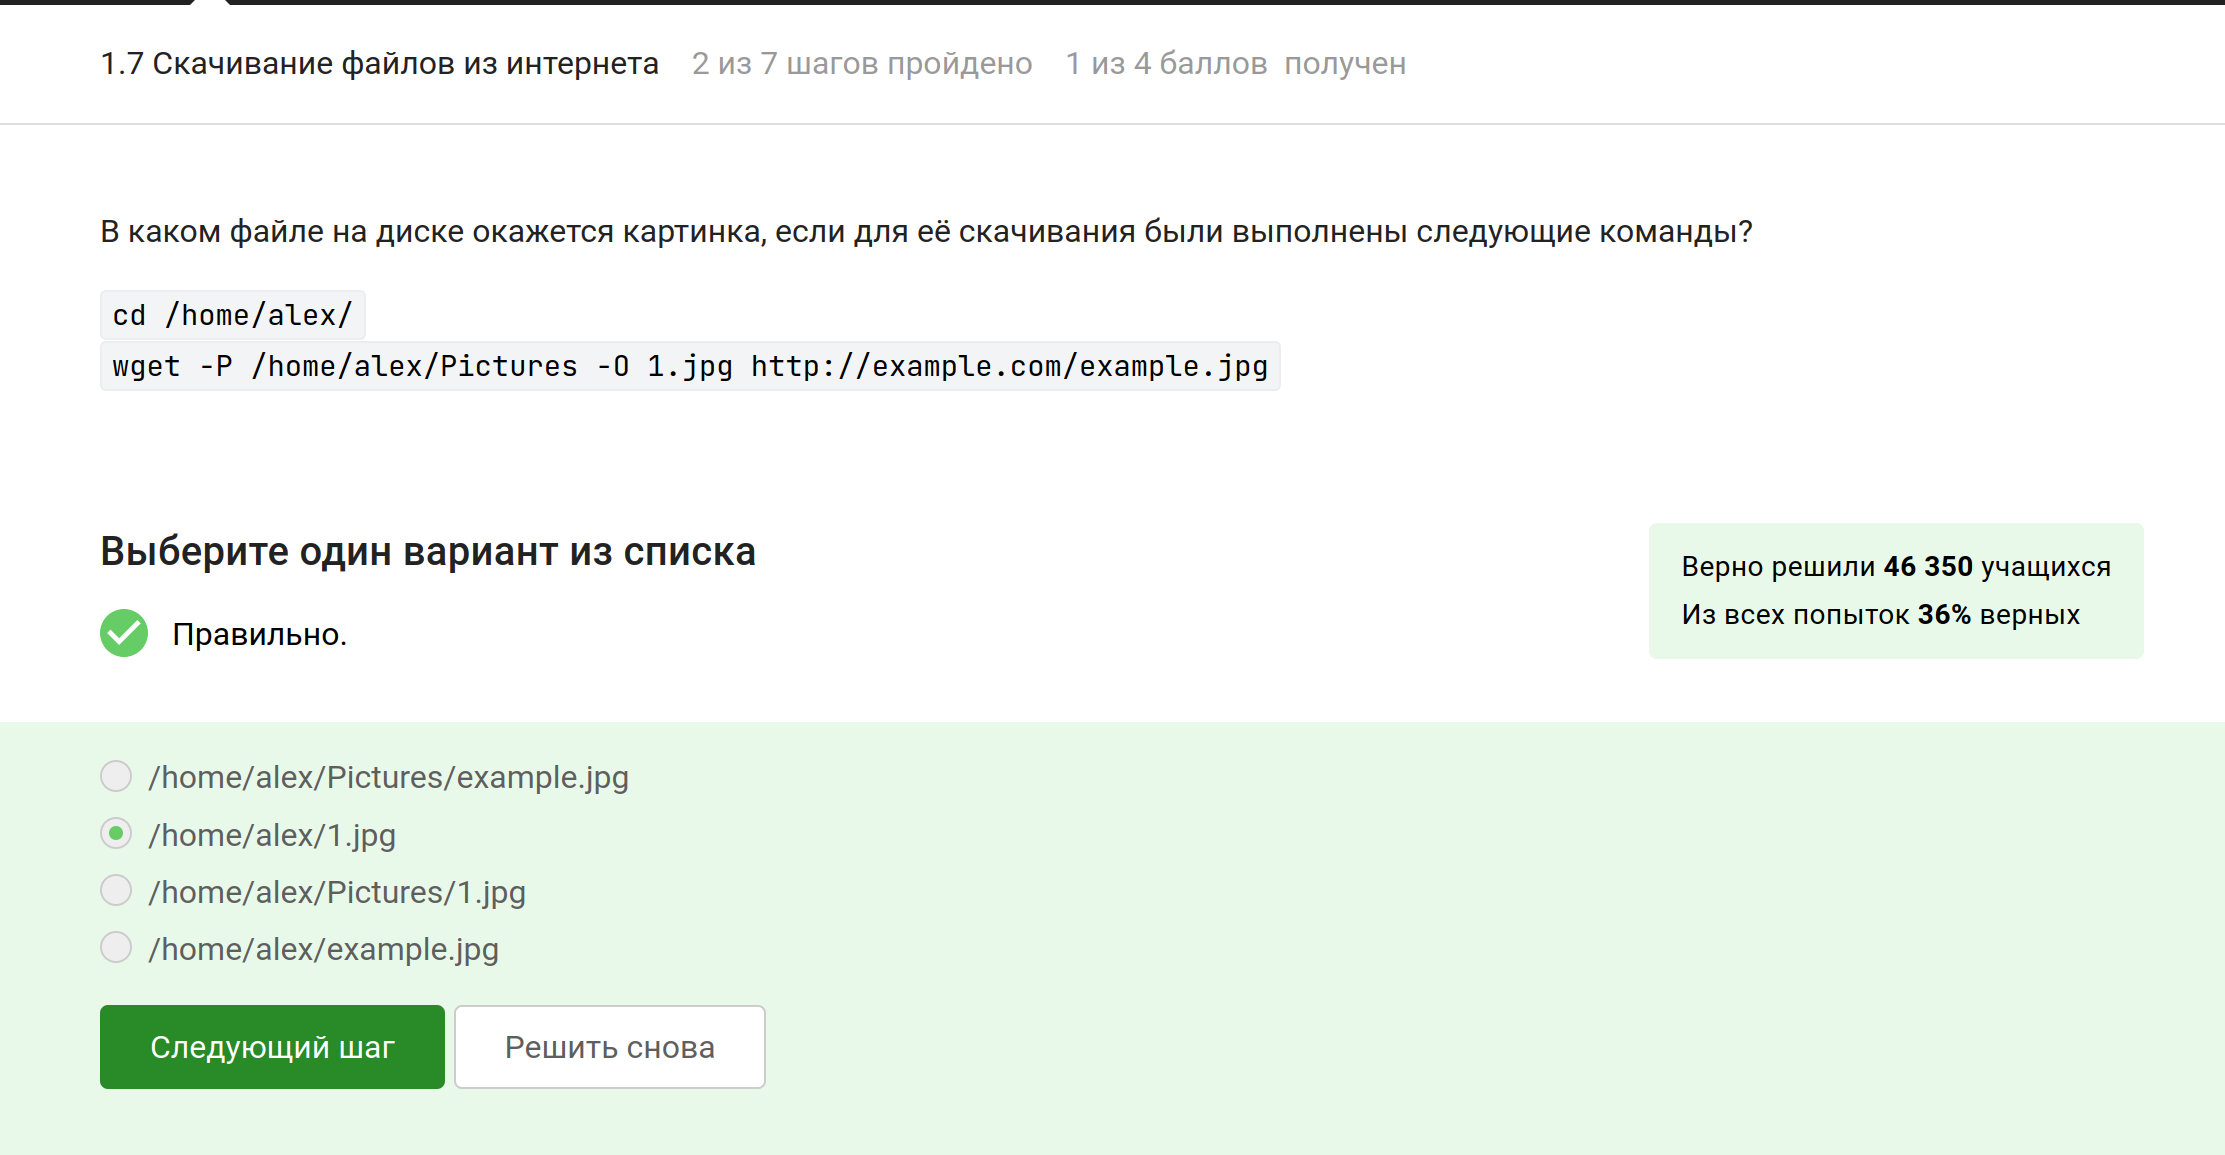 1.7 Скачивание файлов из интернета 2 из 7 шагов пройдено 1 из 4 баллов получен
В каком файле на диске окажется картинка, если для её скачивания были выполнены следующие команды?
cd /home/alex/
wget -P /home/alex/Pictures -O 1.jpg http://example.com/example.jpg
Выберите один вариант из списка
Правильно.
Верно решили 46 350 учащихся
Из всех попыток 36% верных
/home/alex/Pictures/example.jpg
/home/alex/1.jpg
/home/alex/Pictures/1.jpg
/home/alex/example.jpg
Следующий шаг Решить снова